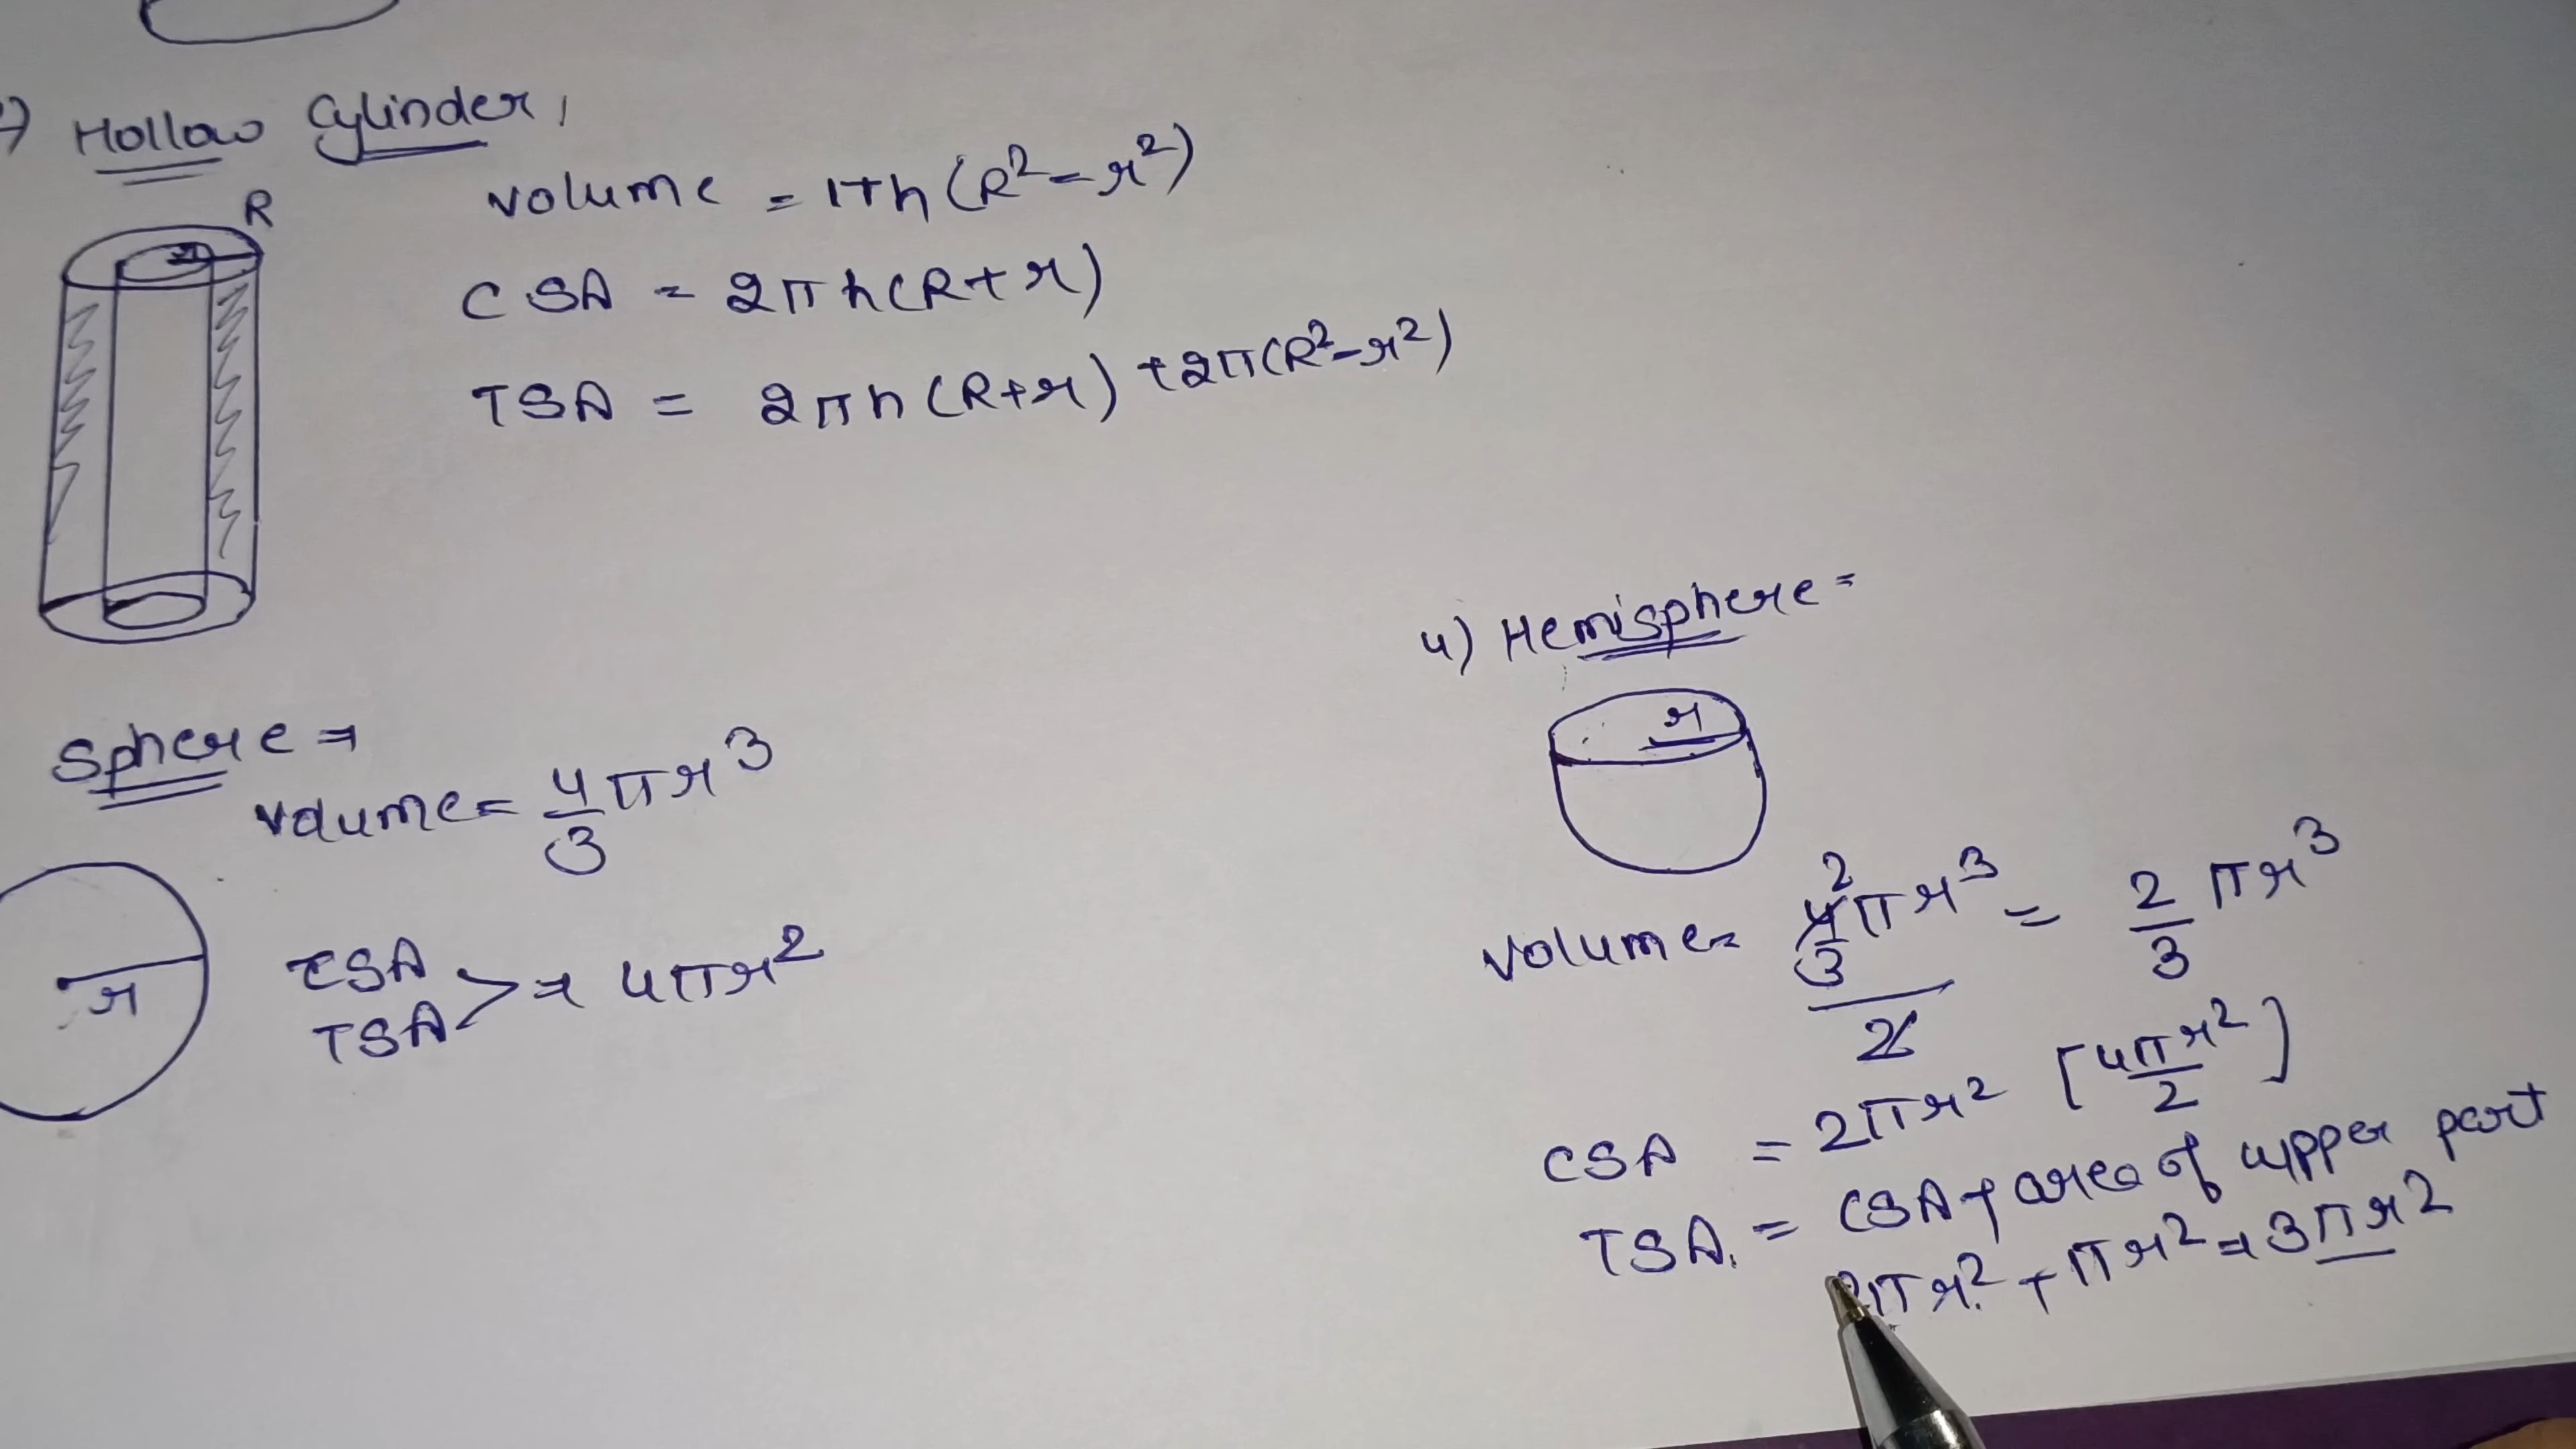 Hollow Cylinder,
R
volume = πh(R²-r²)
CSA = 2πh(R+r)
TSA = 2πh(R+r) +2π(R²-r²)
Sphere =
volume = 4/3 πr³
r
CSA
TSA > = 4πr²
4) Hemisphere =
r
volume = 4/3 2 πr³ / 2 = 2/3 πr³
CSA = 2πr² [4πr²/2]
TSA. = CSA + area of upper part
2πr² + πr² = 3πr²